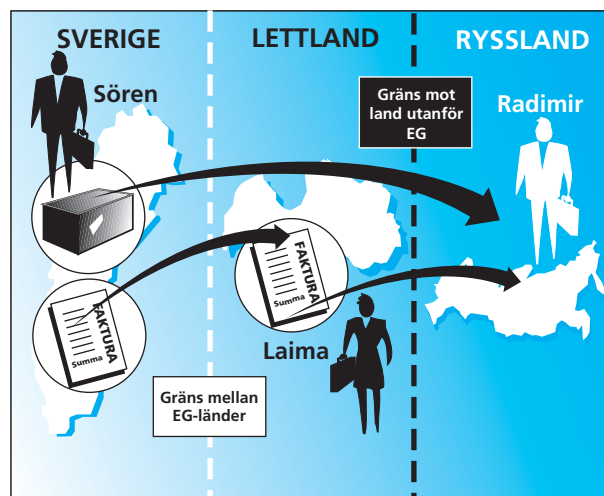 SVERIGE
LETTLAND
RYSSLAND
Sören
Gräns mot
land utanför
EG
Radimir
FAKTURA
Summa
FAKTURA
Summa
Laima
Gräns mellan
EG-länder